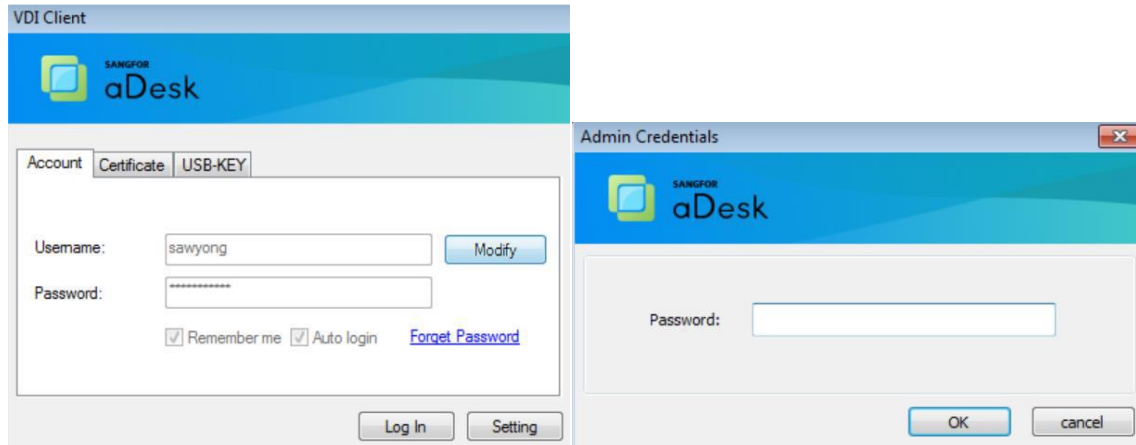 VDI Client
SANGFOR
aDesk
Account Certificate USB-KEY
Username: sawyong Modify
Password: ***********
Remember me Auto login Forget Password
Log In Setting
Admin Credentials
SANGFOR
aDesk
Password:
OK cancel